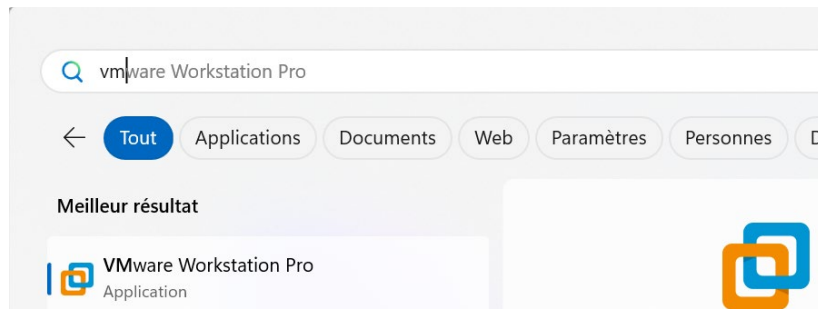 vmware Workstation Pro
Tout Applications Documents Web Paramètres Personnes
Meilleur résultat
VMware Workstation Pro
Application